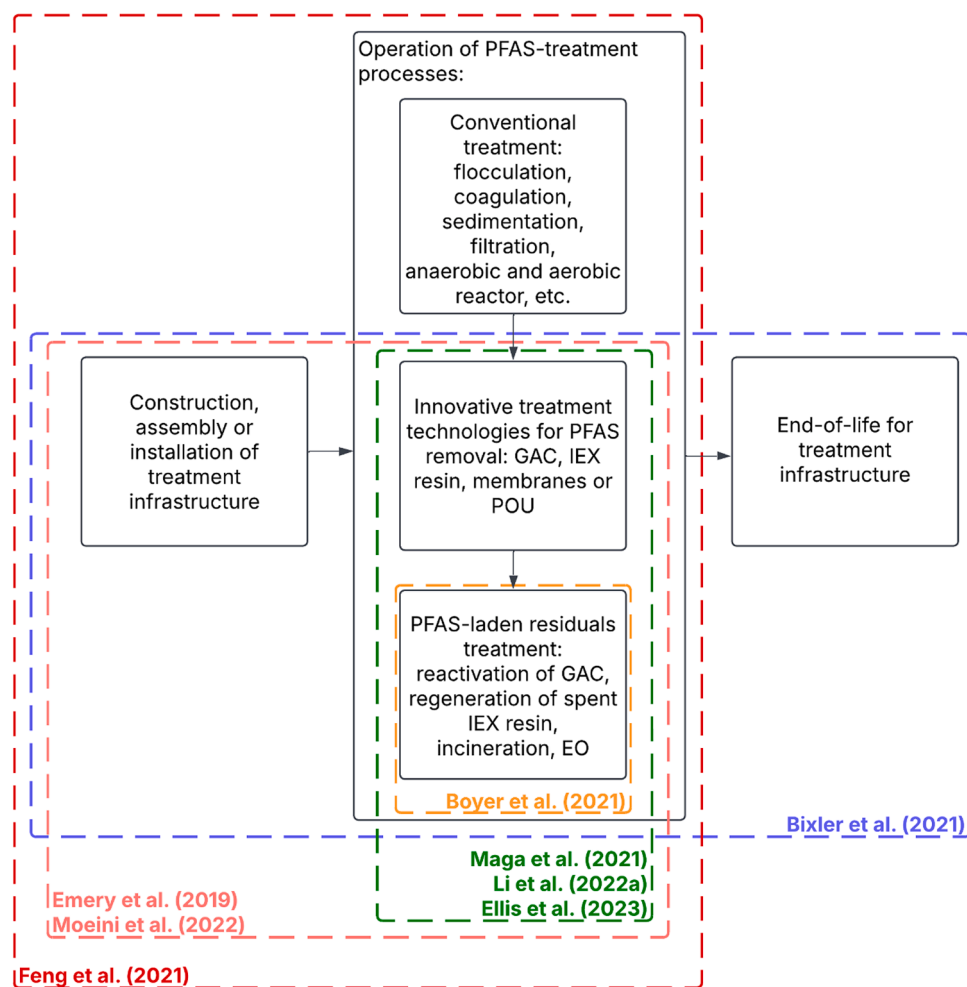 Operation of PFAS-treatment
processes:
Conventional
treatment:
flocculation,
coagulation,
sedimentation,
filtration,
anaerobic and aerobic
reactor, etc.
Construction,
assembly or
installation of
treatment
infrastructure
Innovative treatment
technologies for PFAS
removal: GAC, IEX
resin, membranes or
POU
End-of-life for
treatment
infrastructure
PFAS-laden residuals
treatment:
reactivation of GAC,
regeneration of spent
IEX resin,
incineration, EO
Boyer et al. (2021)
Bixler et al. (2021)
Maga et al. (2021)
Li et al. (2022a)
Ellis et al. (2023)
Emery et al. (2019)
Moeini et al. (2022)
Feng et al. (2021)